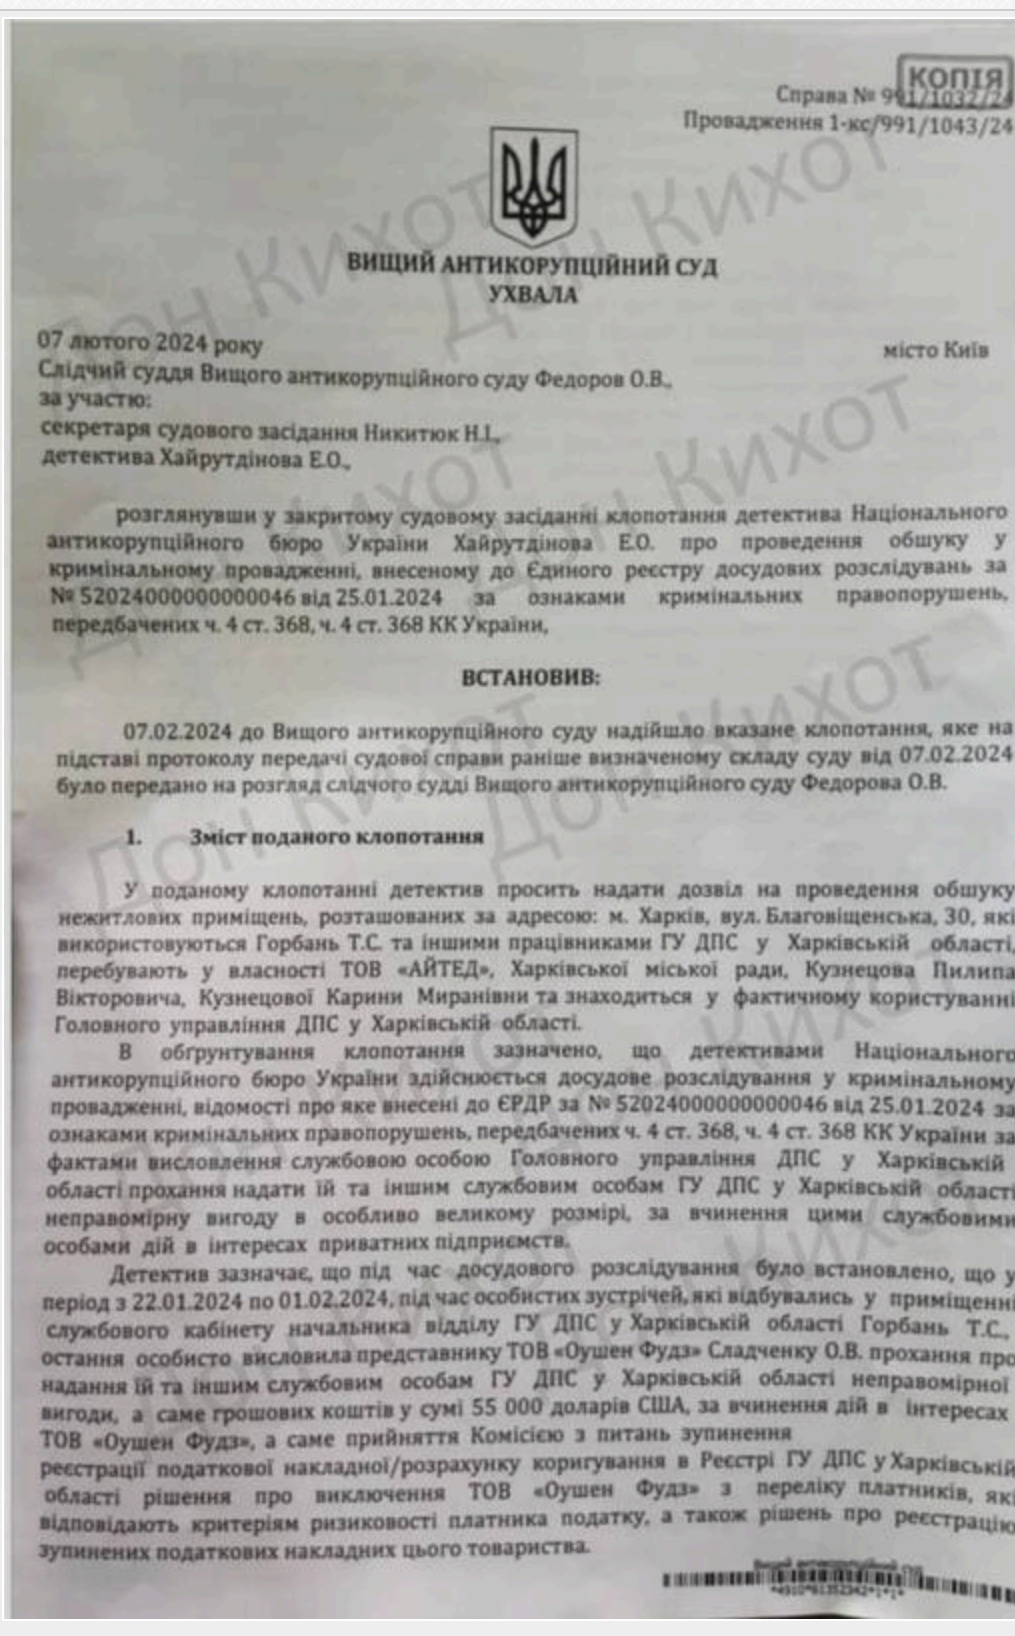 КОПІЯ
Справа № 991/1032/24
Провадження 1-кс/991/1043/24
ВИЩИЙ АНТИКОРУПЦІЙНИЙ СУД
УХВАЛА
07 лютого 2024 року
місто Київ
Слідчий суддя Вищого антикорупційного суду Федоров О.В.,
за участю:
секретаря судового засідання Никитюк Н.І.,
детектива Хайрутдінова Е.О.,
розглянувши у закритому судовому засіданні клопотання детектива Національного
антикорупційного бюро України Хайрутдінова Е.О. про проведення обшуку у
кримінальному провадженні, внесеному до Єдиного реєстру досудових розслідувань за
№ 52024000000000046 від 25.01.2024 за ознаками кримінальних правопорушень,
передбачених ч. 4 ст. 368, ч. 4 ст. 368 КК України,
ВСТАНОВИВ:
07.02.2024 до Вищого антикорупційного суду надійшло вказане клопотання, яке на
підставі протоколу передачі судової справи раніше визначеному складу суду від 07.02.2024
було передано на розгляд слідчого судді Вищого антикорупційного суду Федорова О.В.
1. Зміст поданого клопотання
У поданому клопотанні детектив просить надати дозвіл на проведення обшуку
нежитлових приміщень, розташованих за адресою: м. Харків, вул. Благовіщенська, 30, які
використовуються Горбань Т.С. та іншими працівниками ГУ ДПС у Харківській області,
перебувають у власності ТОВ «АЙТЕД», Харківської міської ради, Кузнецова Пилипа
Вікторовича, Кузнецової Карини Миранівни та знаходиться у фактичному користуванні
Головного управління ДПС у Харківській області.
В обґрунтування клопотання зазначено, що детективами Національного
антикорупційного бюро України здійснюється досудове розслідування у кримінальному
провадженні, відомості про яке внесені до ЄРДР за № 52024000000000046 від 25.01.2024 за
ознаками кримінальних правопорушень, передбачених ч. 4 ст. 368, ч. 4 ст. 368 КК України за
фактами висловлення службовою особою Головного управління ДПС у Харківській
області прохання надати їй та іншим службовим особам ГУ ДПС у Харківській області
неправомірну вигоду в особливо великому розмірі, за вчинення цими службовими
особами дій в інтересах приватних підприємств.
Детектив зазначає, що під час досудового розслідування було встановлено, що у
період з 22.01.2024 по 01.02.2024, під час особистих зустрічей, які відбувались у приміщенні
службового кабінету начальника відділу ГУ ДПС у Харківській області Горбань Т.С.,
остання особисто висловила представнику ТОВ «Оушен Фудз» Сладченку О.В. прохання про
надання їй та іншим службовим особам ГУ ДПС у Харківській області неправомірної
вигоди, а саме грошових коштів у сумі 55 000 доларів США, за вчинення дій в інтересах
ТОВ «Оушен Фудз», а саме прийняття Комісією з питань зупинення
реєстрації податкової накладної/розрахунку коригування в Реєстрі ГУ ДПС у Харківській
області рішення про виключення ТОВ «Оушен Фудз» з переліку платників, які
відповідають критеріям ризиковості платника податку, а також рішень про реєстрацію
зупинених податкових накладних цього товариства.
Вищий антикорупційний суд
Дон Кихот
Дон Кихот
Дон Кихот
Дон Кихот
Дон Кихот
Дон Кихот